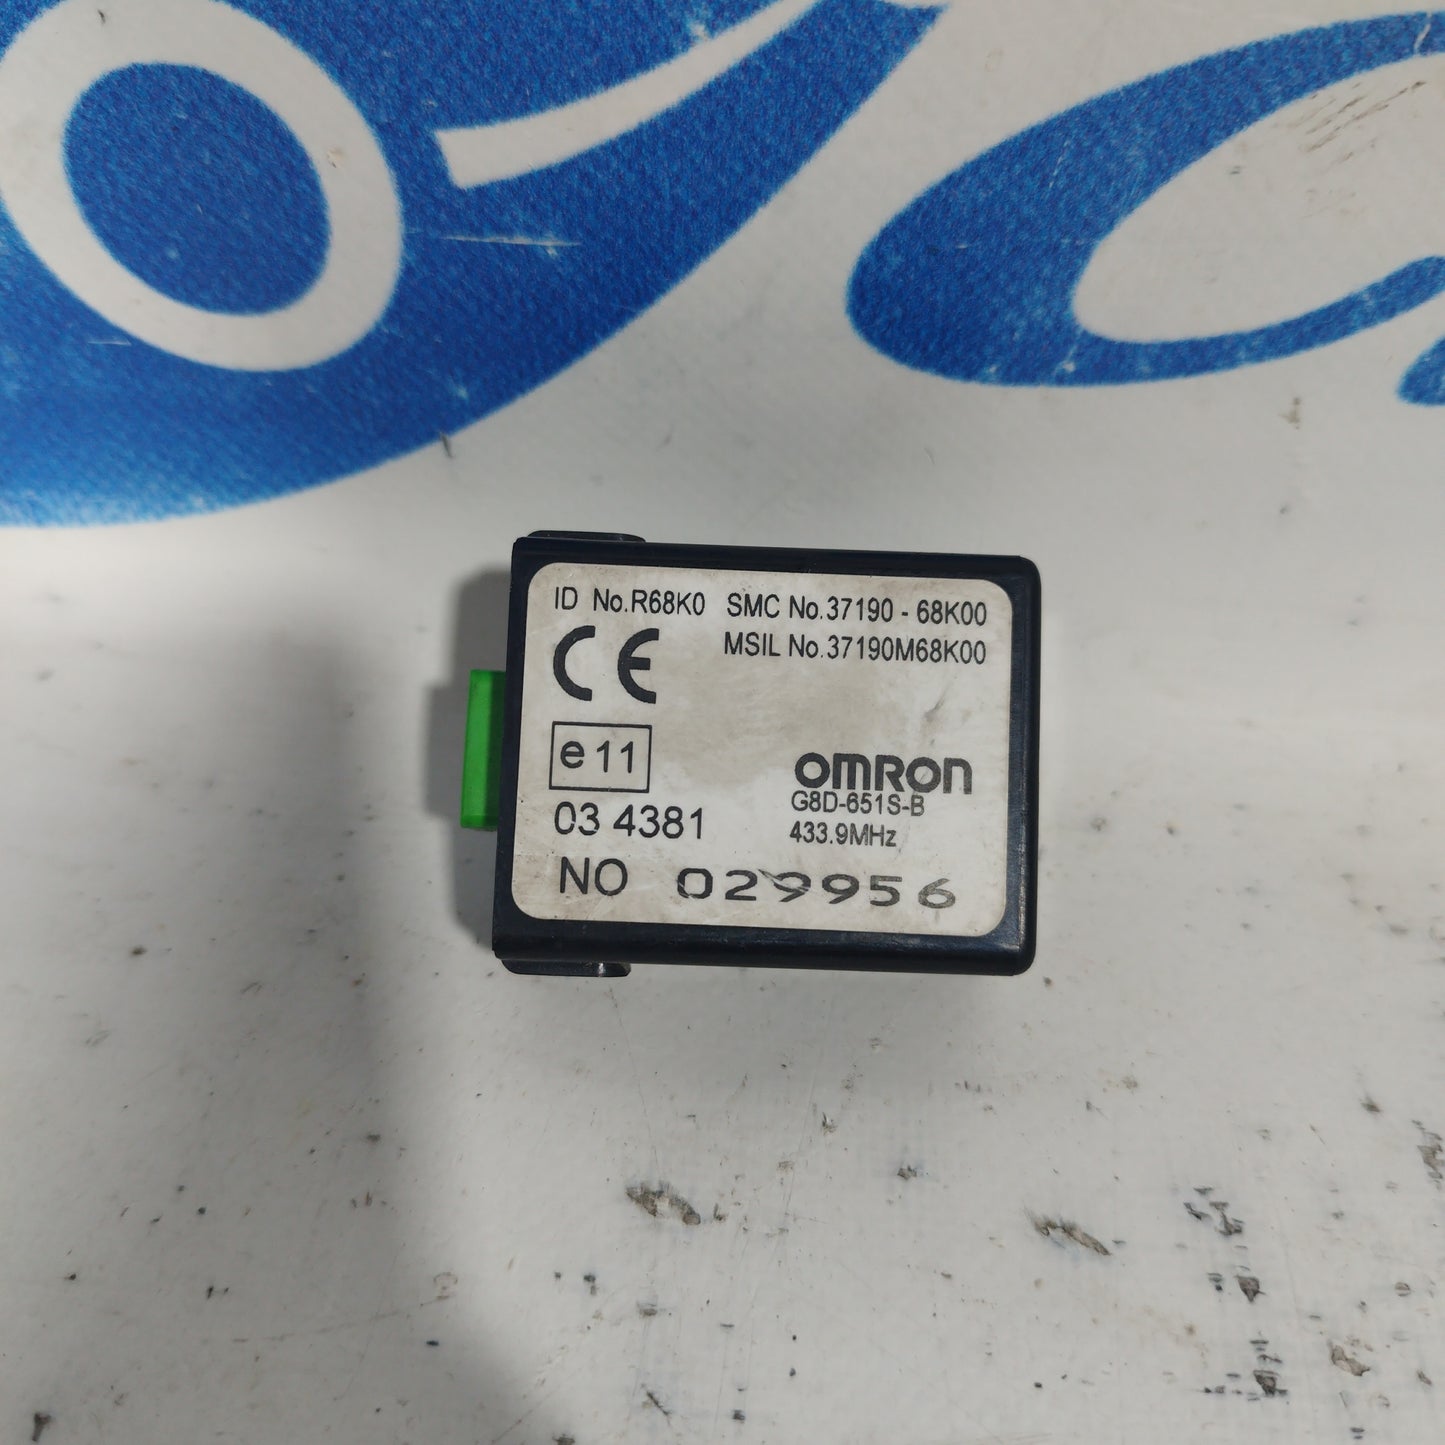 ID No.R68K0 SMC No.37190 - 68K00
MSIL No.37190M68K00
CE
e 11
OMRON
G8D-651S-B
433.9MHz
03 4381
NO 029956